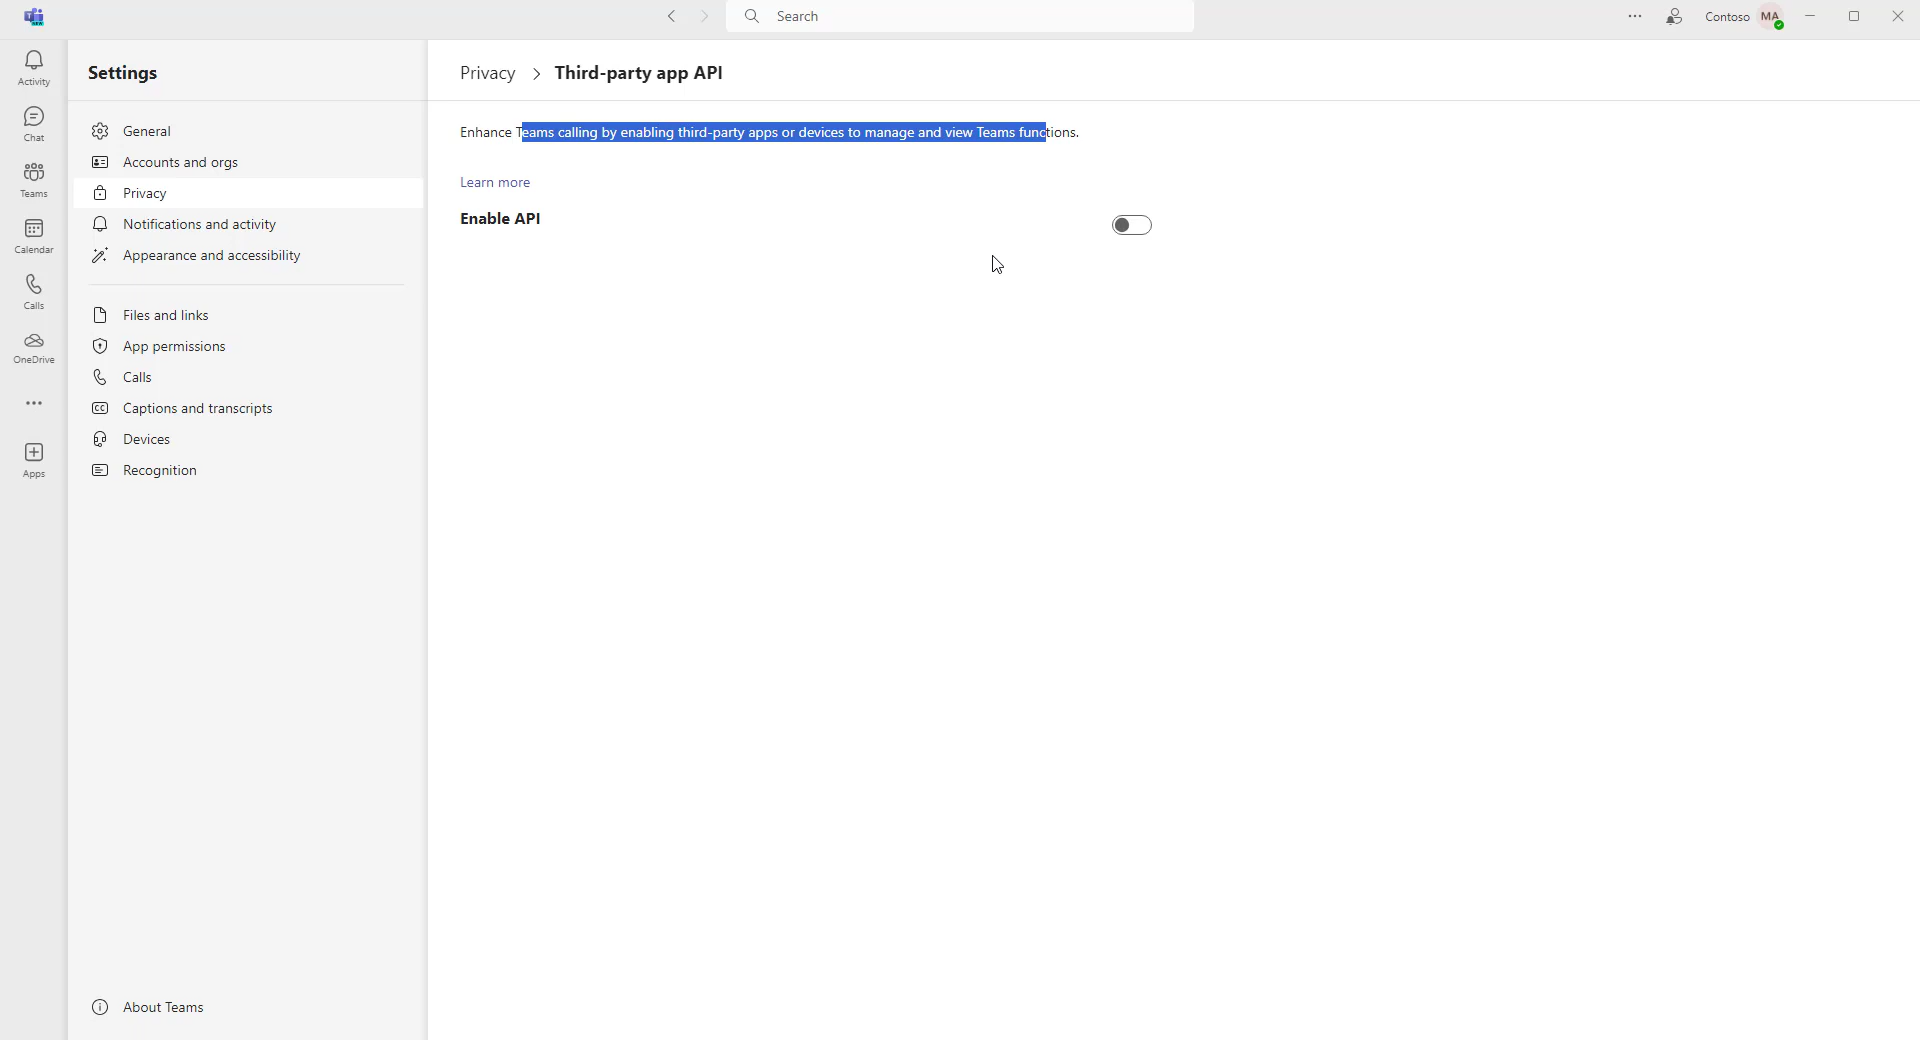 Search
Contoso
MA
Activity
Chat
Teams
Calendar
Calls
OneDrive
Apps
Settings
General
Accounts and orgs
Privacy
Notifications and activity
Appearance and accessibility
Files and links
App permissions
Calls
Captions and transcripts
Devices
Recognition
About Teams
Privacy > Third-party app API
Enhance Teams calling by enabling third-party apps or devices to manage and view Teams functions.
Learn more
Enable API